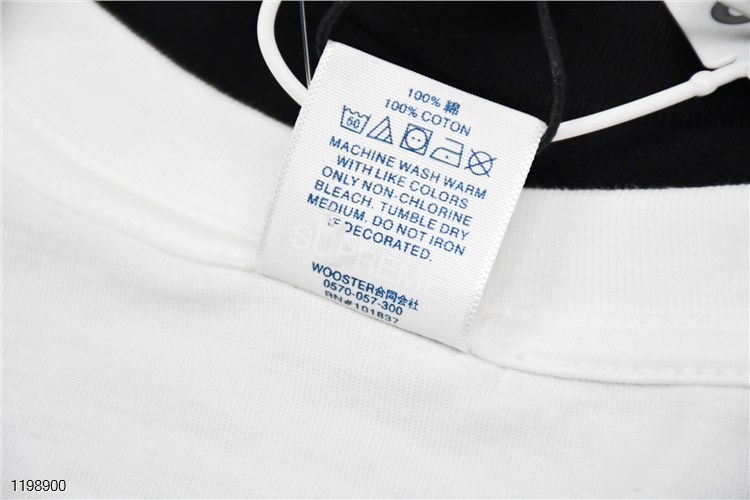 100% 綿
100% COTON
60
MACHINE WASH WARM
WITH LIKE COLORS
ONLY NON-CHLORINE
BLEACH. TUMBLE DRY
MEDIUM. DO NOT IRON
IF DECORATED.
SUPREME
WOOSTER合同会社
0570-057-300
RN#101837
1198900